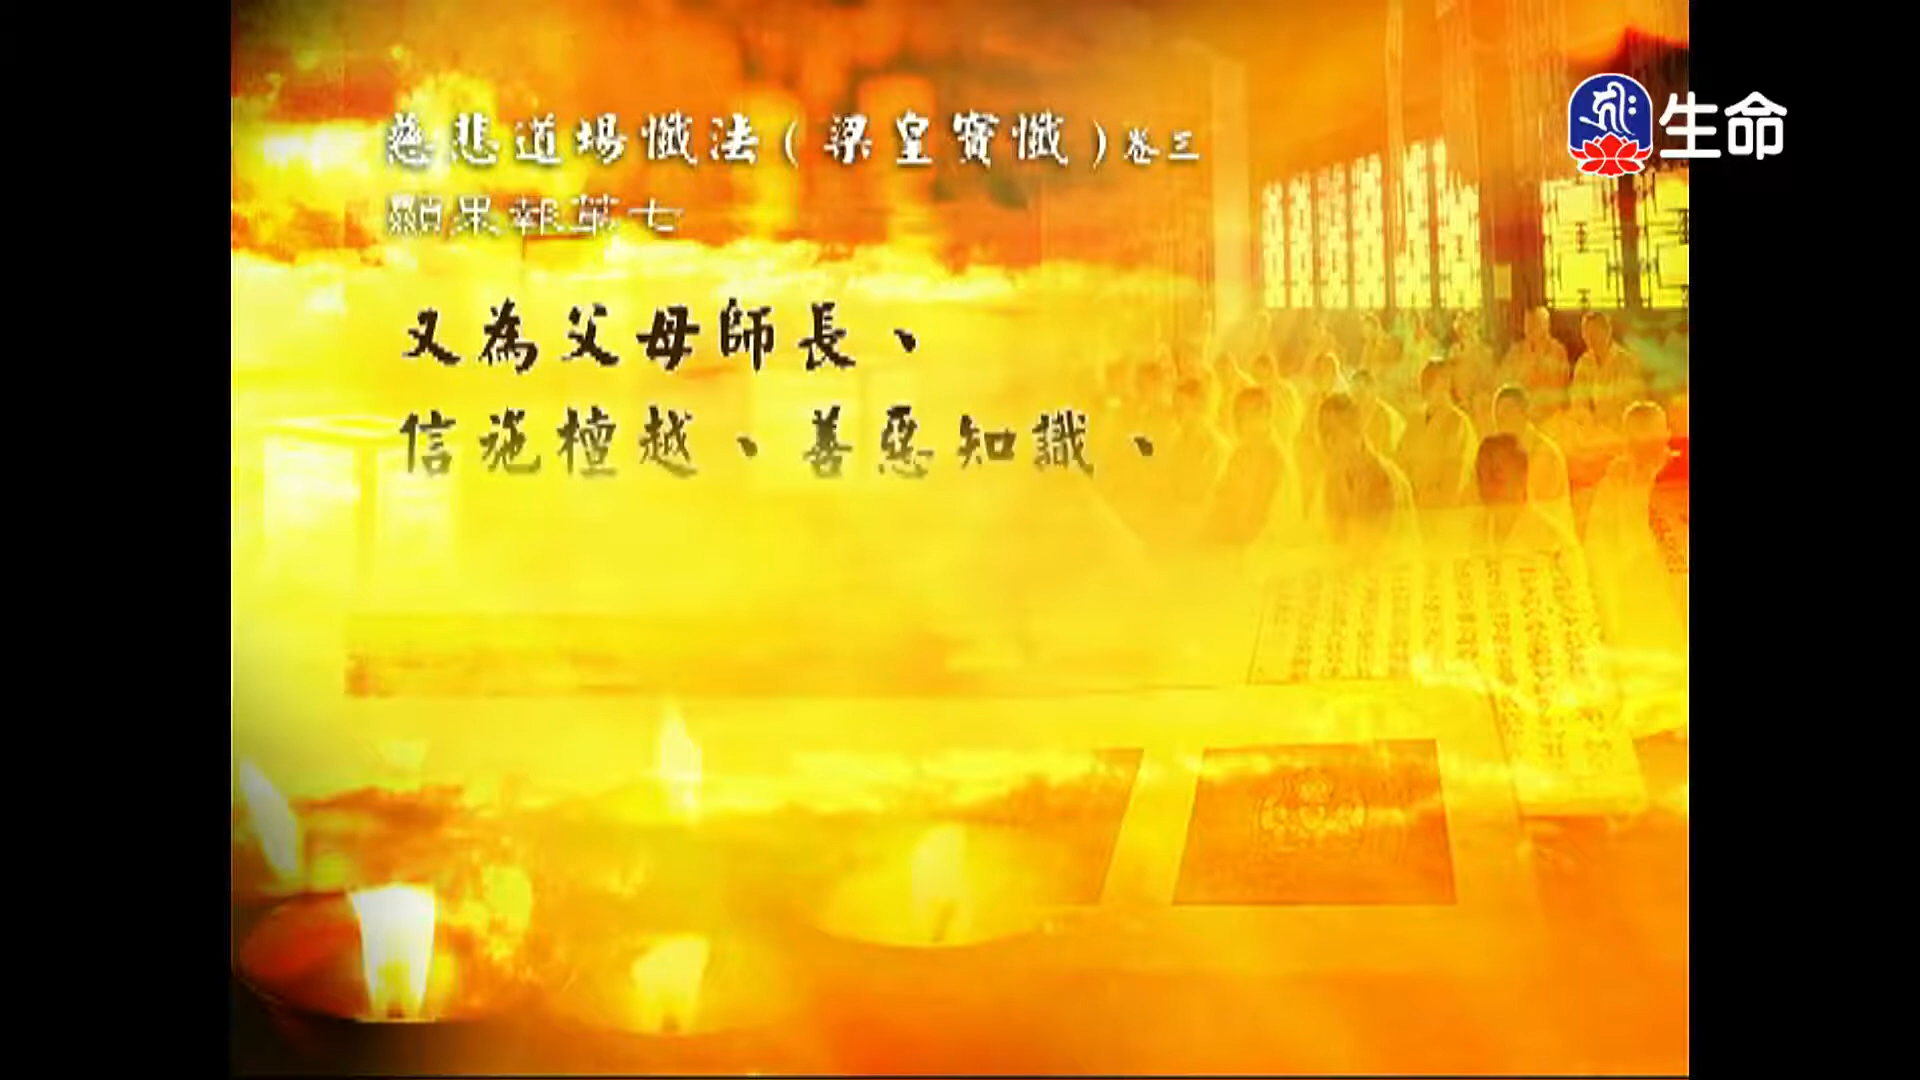 慈悲道場懺法(梁皇寶懺)卷三
顯果報第七
生命
又為父母師長、
信施檀越、善惡知識、